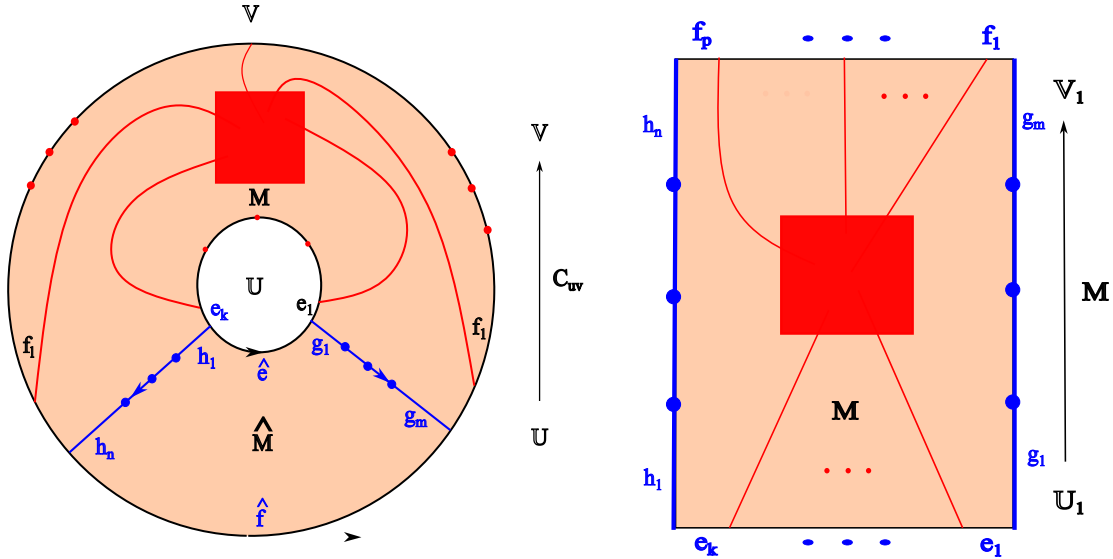 𝕍
M
𝕌
e_k
e_1
f_l
f_l
h_1
g_1
ê
h_n
g_m
M̂
f̂
𝕍
C_uv
𝕌
f_p
f_1
h_n
g_m
𝕍_1
M
M
h_1
g_1
𝕌_1
e_k
e_1